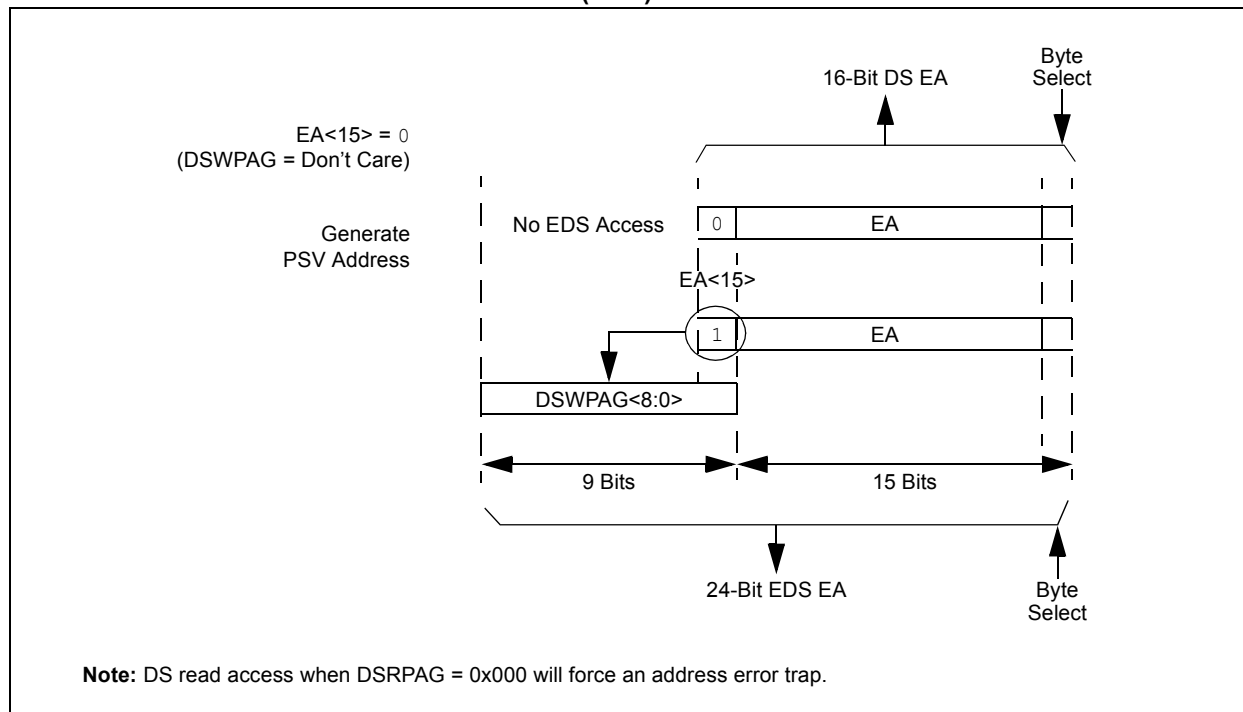 16-Bit DS EA
Byte
Select
EA<15> = 0
(DSWPAG = Don't Care)
No EDS Access
0
EA
Generate
PSV Address
EA<15>
1
EA
DSWPAG<8:0>
9 Bits
15 Bits
24-Bit EDS EA
Byte
Select
Note: DS read access when DSRPAG = 0x000 will force an address error trap.